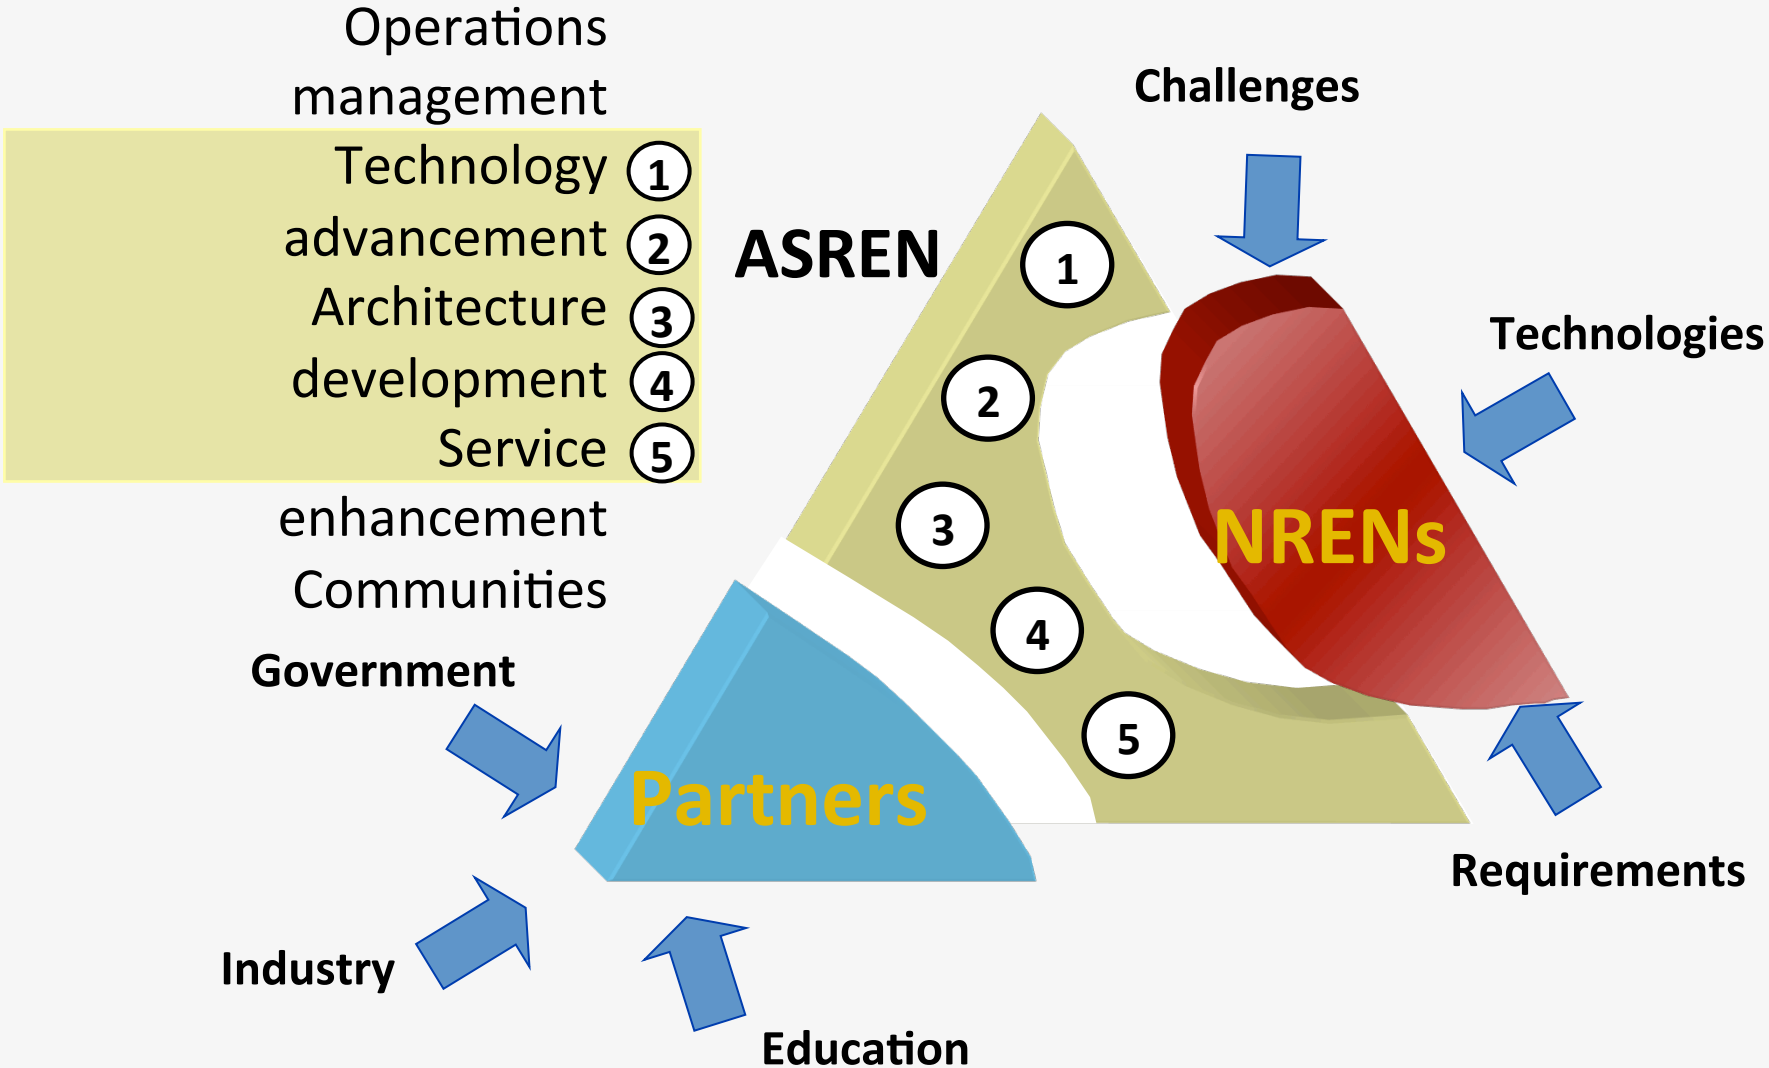 Operations
management
Technology 1
advancement 2
Architecture 3
development 4
Service 5
enhancement
Communities
ASREN
1
2
3
4
5
Challenges
Technologies
NRENs
Requirements
Partners
Government
Industry
Education